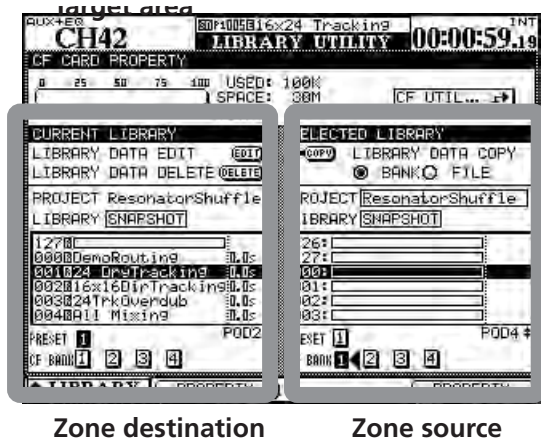 Target area
AUX+EQ CH42
16x24 Tracking
LIBRARY UTILITY
INT 00:00:59.19
CF CARD PROPERTY
0 25 50 75 100 USED: 100K
SPACE: 30M CF UTIL...
CURRENT LIBRARY
LIBRARY DATA EDIT EDIT
LIBRARY DATA DELETE DELETE
PROJECT ResonatorShuffle
LIBRARY SNAPSHOT
127
000 DemoRouting 0.0s
001 24 DryTracking 0.0s
002 16x16DirTracking 0.0s
003 24TrkOverdub 0.0s
004 All Mixing 0.0s
PRESET 1 POD2
CF BANK 1 2 3 4
ELECTED LIBRARY
COPY LIBRARY DATA COPY
BANK FILE
ROJECT ResonatorShuffle
IBRARY SNAPSHOT
26:
27:
00:
01:
02:
03:
ESET 1 POD4
BANK 1 2 3 4
LIBRARY PROPERTY PROPERTY
Zone destination
Zone source